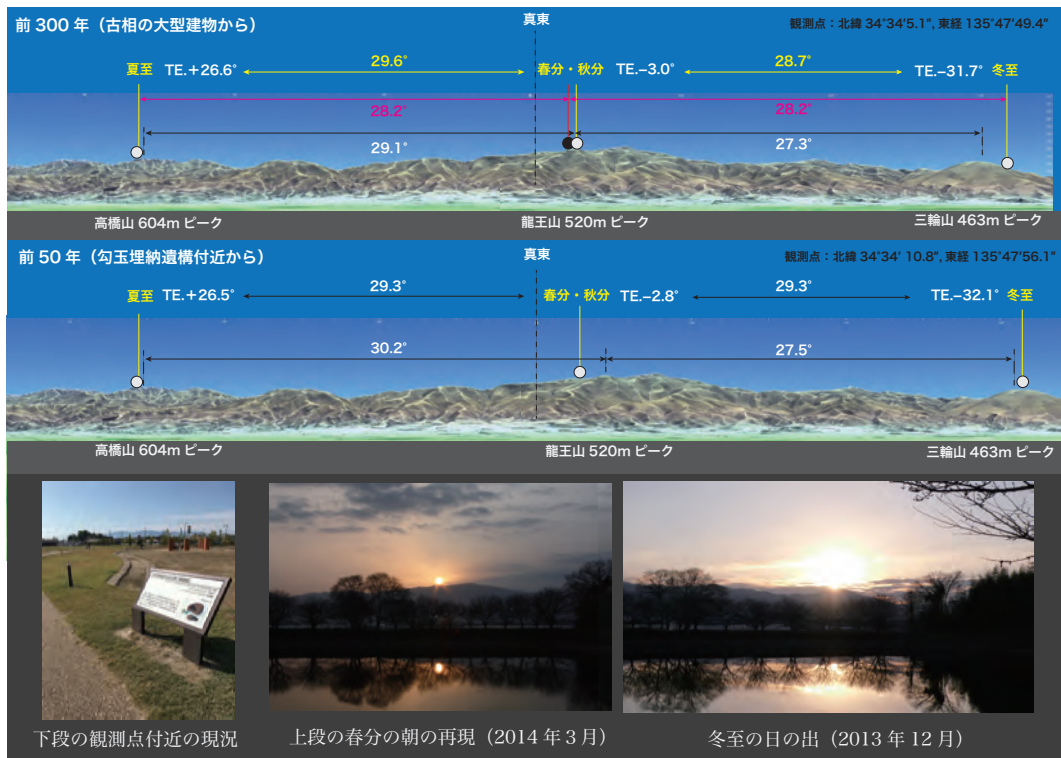 前 300 年（古相の大型建物から）
真東
観測点：北緯 34°34′5.1″, 東経 135°47′49.4″
夏至 TE.+26.6°
29.6°
春分・秋分 TE.−3.0°
28.7°
TE.−31.7° 冬至
28.2°
28.2°
29.1°
27.3°
高橋山 604m ピーク
龍王山 520m ピーク
三輪山 463m ピーク
前 50 年（勾玉埋納遺構付近から）
真東
観測点：北緯 34°34′ 10.8″, 東経 135°47′56.1″
夏至 TE.+26.5°
29.3°
春分・秋分 TE.−2.8°
29.3°
TE.−32.1° 冬至
30.2°
27.5°
高橋山 604m ピーク
龍王山 520m ピーク
三輪山 463m ピーク
下段の観測点付近の現況
上段の春分の朝の再現（2014 年 3 月）
冬至の日の出（2013 年 12 月）